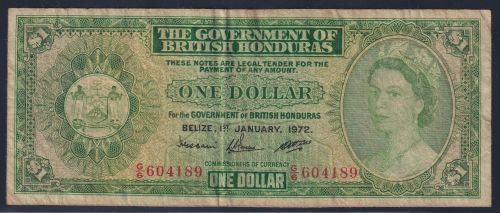 $1 $1
THE GOVERNMENT OF
BRITISH HONDURAS
THESE NOTES ARE LEGAL TENDER FOR THE
PAYMENT OF ANY AMOUNT.
ONE DOLLAR
For the GOVERNMENT OF BRITISH HONDURAS
BELIZE, 1ST JANUARY, 1972.
G/6 604189 G/6 604189
COMMISSIONERS OF CURRENCY
$1 ONE DOLLAR $1